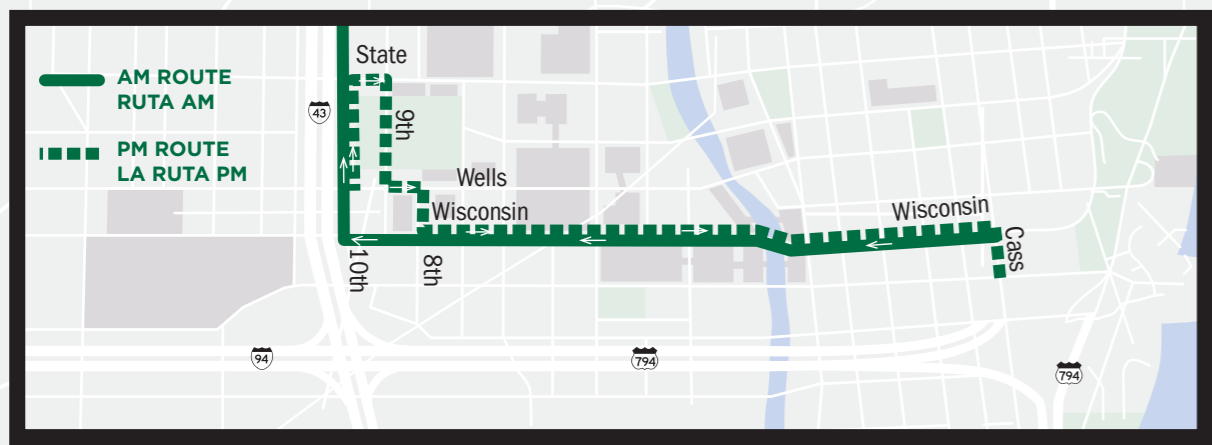 AM ROUTE
RUTA AM
PM ROUTE
LA RUTA PM
State
43
9th
Wells
Wisconsin
Wisconsin
Cass
10th
8th
94
794
794